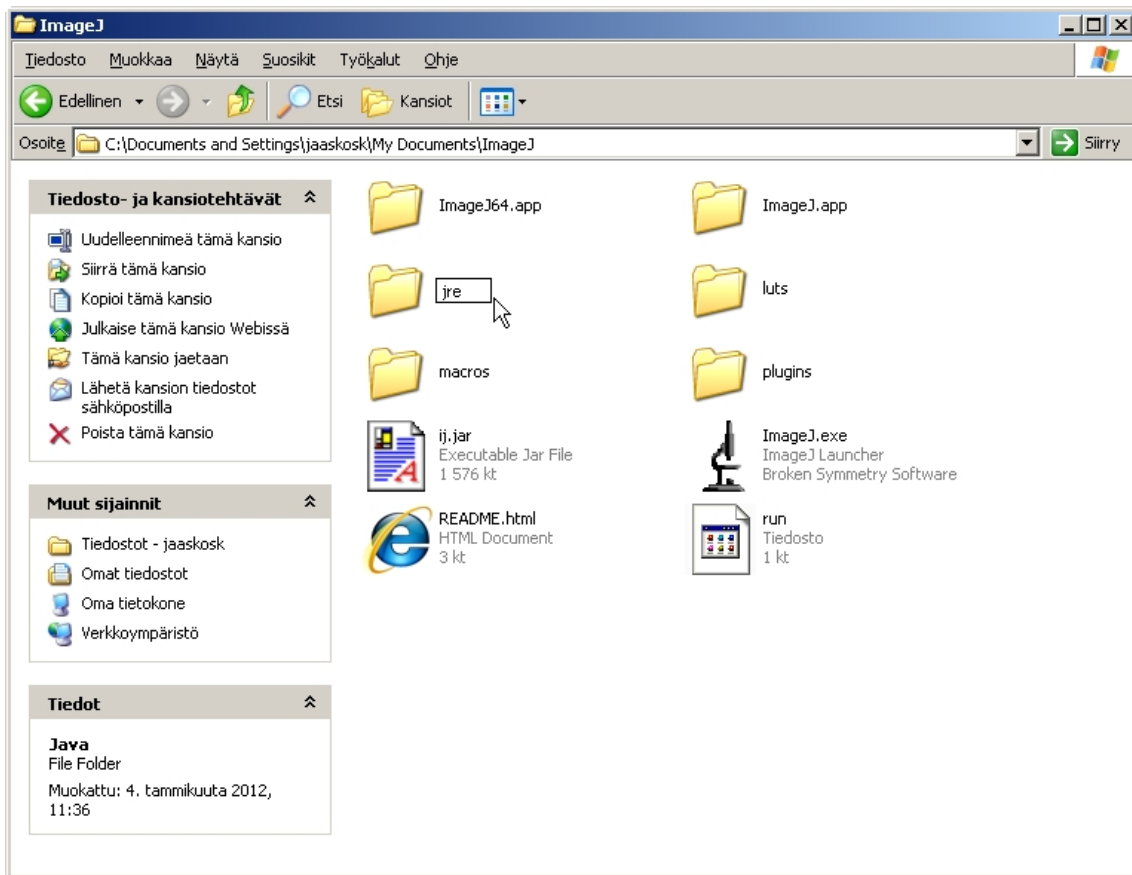 ImageJ
Tiedosto Muokkaa Näytä Suosikit Työkalut Ohje
Edellinen Etsi Kansiot
Osoite C:\Documents and Settings\jaaskosk\My Documents\ImageJ Siirry
Tiedosto- ja kansiotehtävät
Uudelleennimeä tämä kansio
Siirrä tämä kansio
Kopioi tämä kansio
Julkaise tämä kansio Webissä
Tämä kansio jaetaan
Lähetä kansion tiedostot
sähköpostilla
Poista tämä kansio
Muut sijainnit
Tiedostot - jaaskosk
Omat tiedostot
Oma tietokone
Verkkoympäristö
Tiedot
Java
File Folder
Muokattu: 4. tammikuuta 2012,
11:36
ImageJ64.app
ImageJ.app
jre
luts
macros
plugins
ij.jar
Executable Jar File
1 576 kt
ImageJ.exe
ImageJ Launcher
Broken Symmetry Software
README.html
HTML Document
3 kt
run
Tiedosto
1 kt